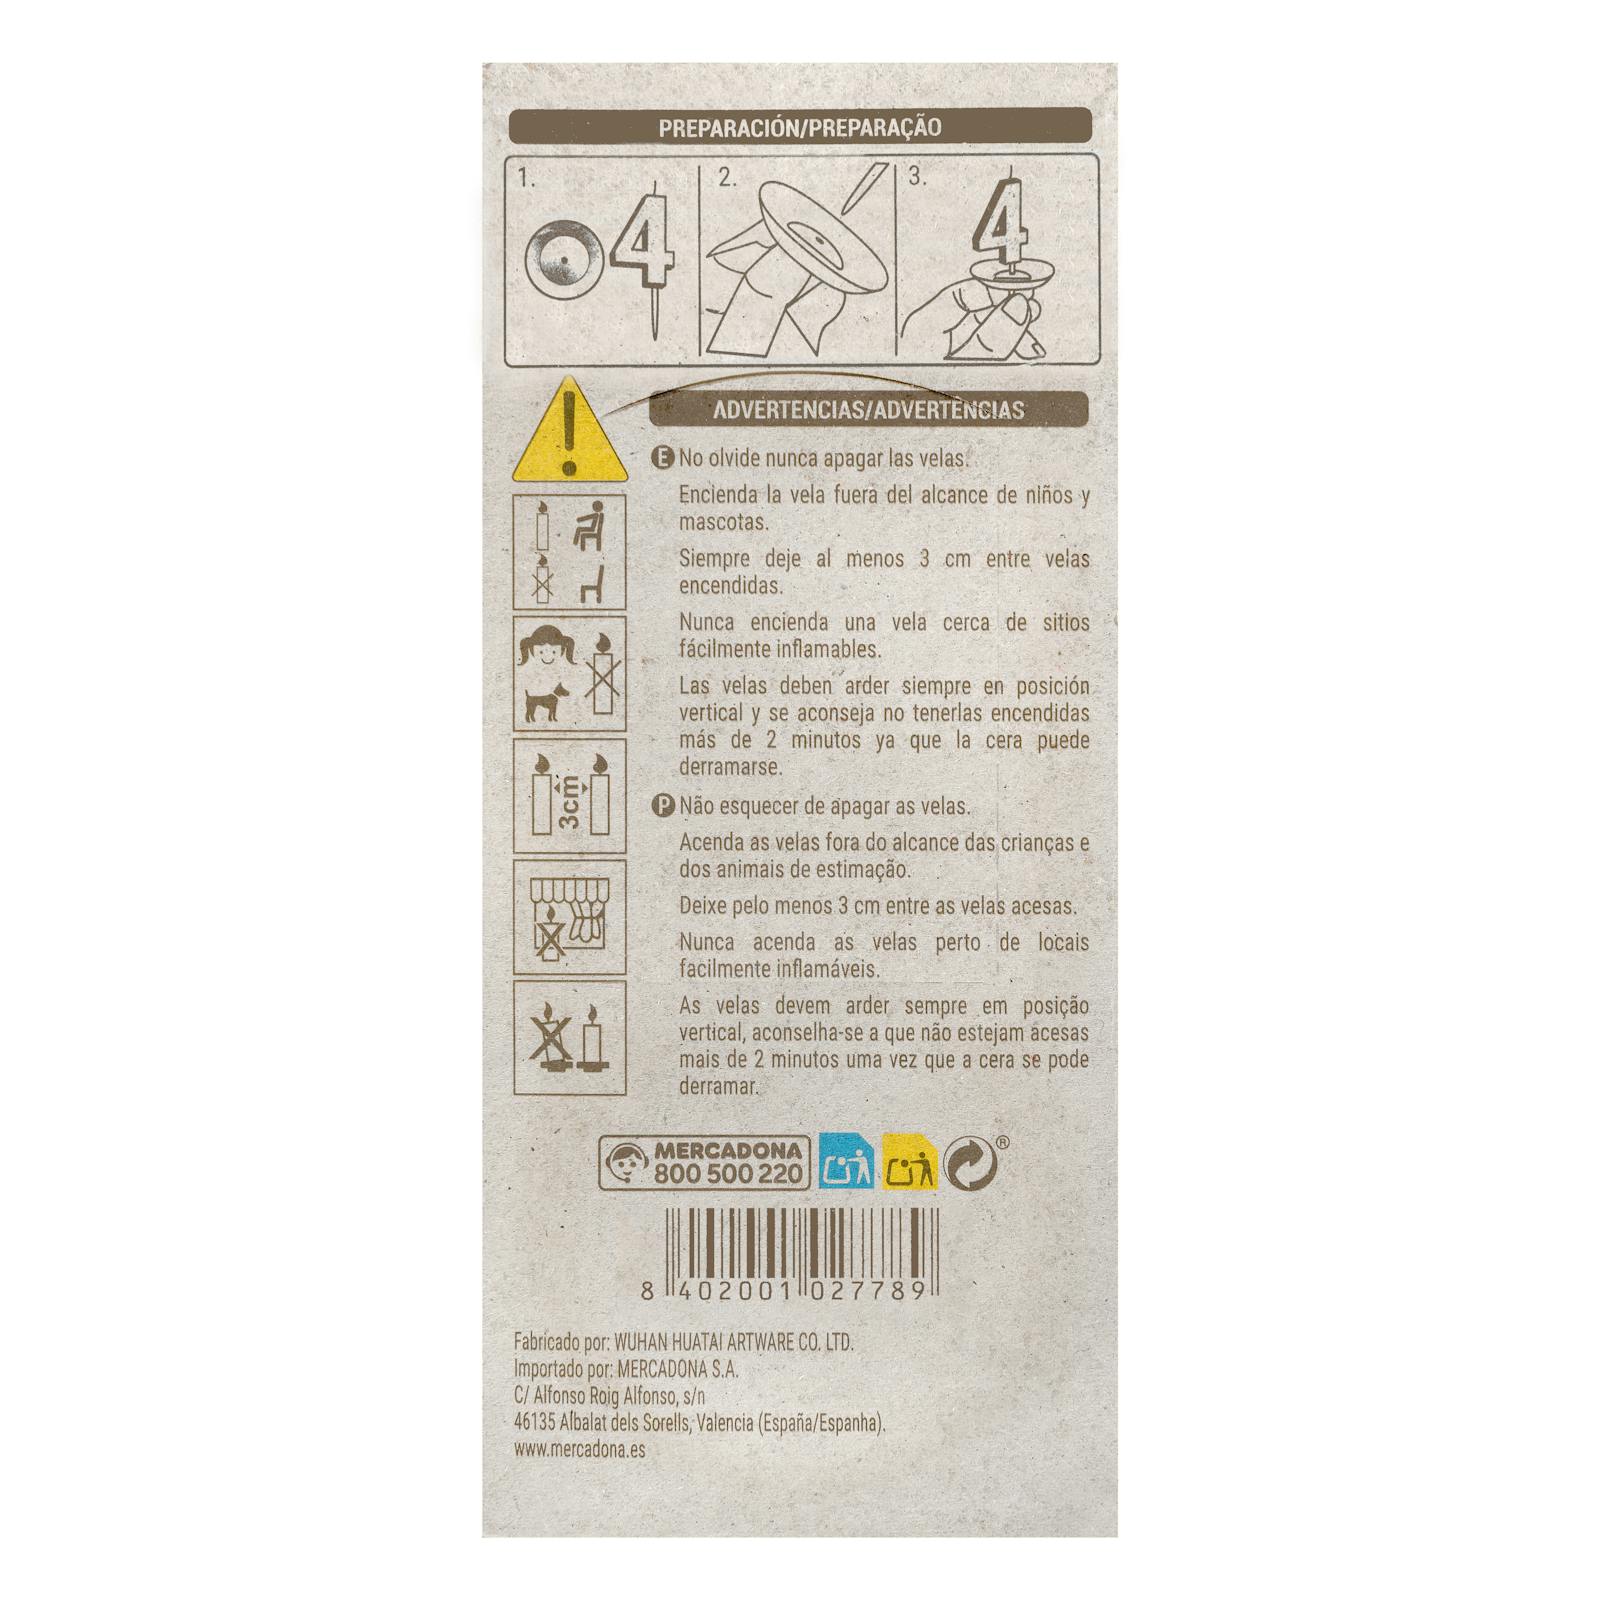 PREPARACIÓN/PREPARAÇÃO
1.
2.
3.
4
4
ADVERTENCIAS/ADVERTÊNCIAS
E No olvide nunca apagar las velas.
Encienda la vela fuera del alcance de niños y
mascotas.
Siempre deje al menos 3 cm entre velas
encendidas.
Nunca encienda una vela cerca de sitios
fácilmente inflamables.
Las velas deben arder siempre en posición
vertical y se aconseja no tenerlas encendidas
más de 2 minutos ya que la cera puede
derramarse.
3cm
P Não esquecer de apagar as velas.
Acenda as velas fora do alcance das crianças e
dos animais de estimação.
Deixe pelo menos 3 cm entre as velas acesas.
Nunca acenda as velas perto de locais
facilmente inflamáveis.
As velas devem arder sempre em posição
vertical, aconselha-se a que não estejam acesas
mais de 2 minutos uma vez que a cera se pode
derramar.
MERCADONA
800 500 220
®
8 402001 027789
Fabricado por: WUHAN HUATAI ARTWARE CO. LTD.
Importado por: MERCADONA S.A.
C/ Alfonso Roig Alfonso, s/n
46135 Albalat dels Sorells, Valencia (España/Espanha).
www.mercadona.es